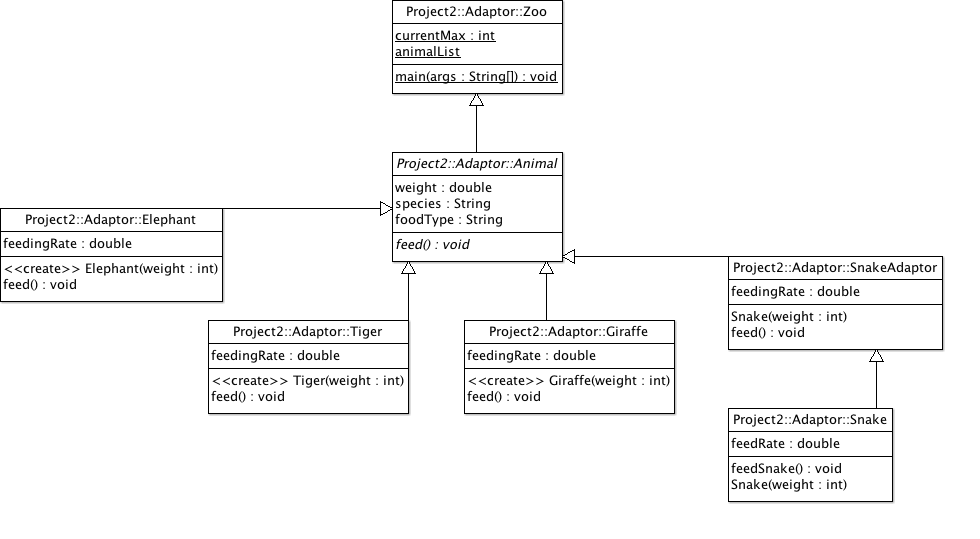 Project2::Adaptor::Zoo
currentMax : int
animalList
main(args : String[]) : void
Project2::Adaptor::Animal
weight : double
species : String
foodType : String
feed() : void
Project2::Adaptor::Elephant
feedingRate : double
<<create>> Elephant(weight : int)
feed() : void
Project2::Adaptor::SnakeAdaptor
feedingRate : double
Snake(weight : int)
feed() : void
Project2::Adaptor::Tiger
feedingRate : double
<<create>> Tiger(weight : int)
feed() : void
Project2::Adaptor::Giraffe
feedingRate : double
<<create>> Giraffe(weight : int)
feed() : void
Project2::Adaptor::Snake
feedRate : double
feedSnake() : void
Snake(weight : int)